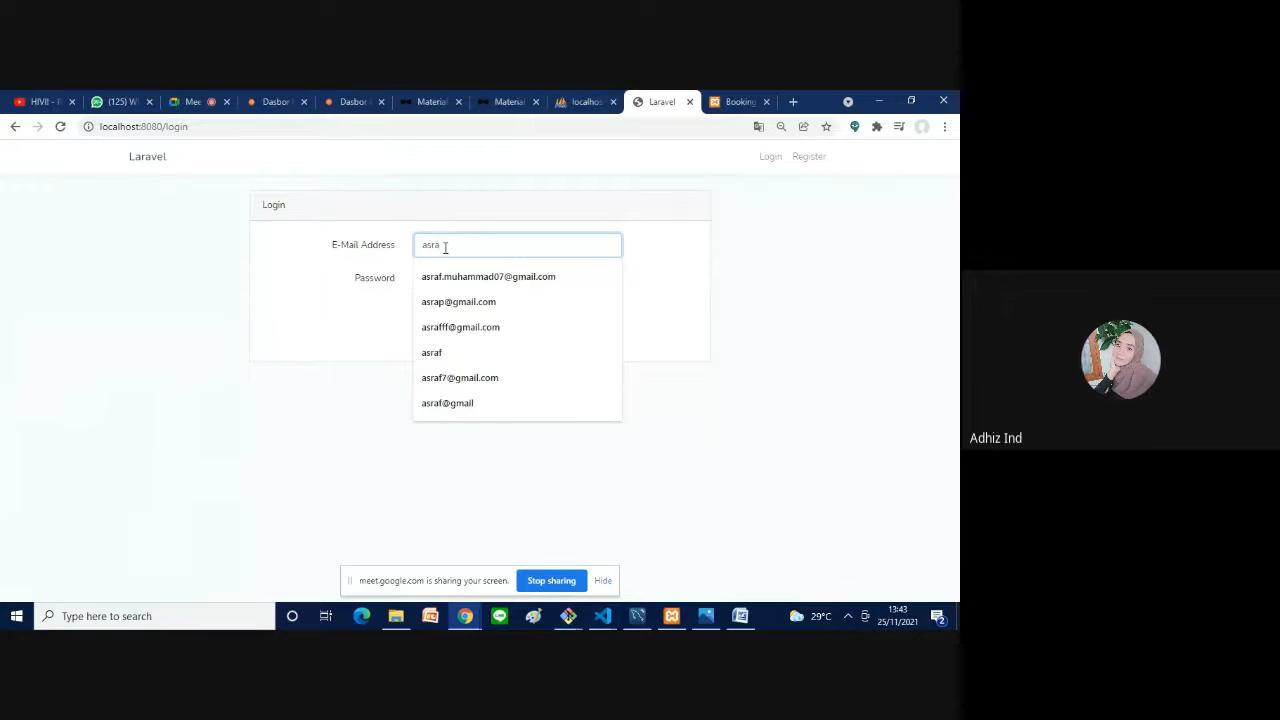 HIVI! - 
(125) W
Mee
Dasbor
Dasbor
Material
Material
localhos
Laravel
Booking
localhost:8080/login
Laravel
Login Register
Login
E-Mail Address asra
asraf.muhammad07@gmail.com
Password
asrap@gmail.com
asrafff@gmail.com
asraf
asraf7@gmail.com
asraf@gmail
Adhiz Ind
meet.google.com is sharing your screen. Stop sharing Hide
Type here to search
29°C
13:43
25/11/2021
2